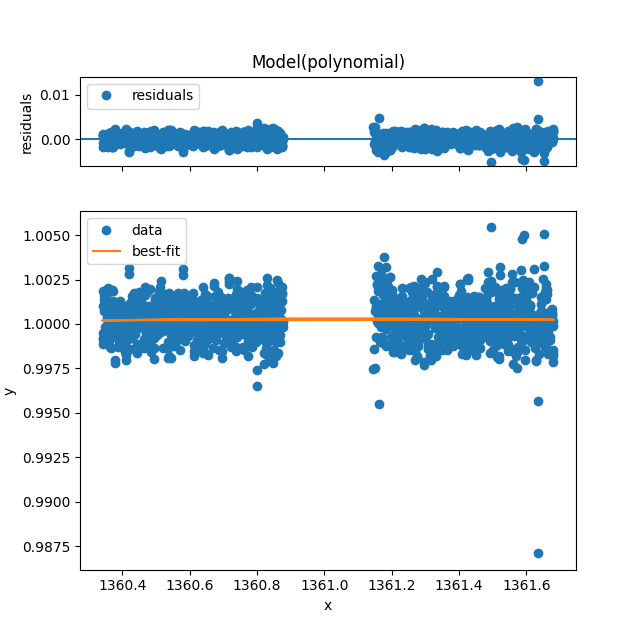 Model(polynomial)
residuals
0.01
0.00
residuals
data
best-fit
y
1.0050
1.0025
1.0000
0.9975
0.9950
0.9925
0.9900
0.9875
1360.4 1360.6 1360.8 1361.0 1361.2 1361.4 1361.6
x